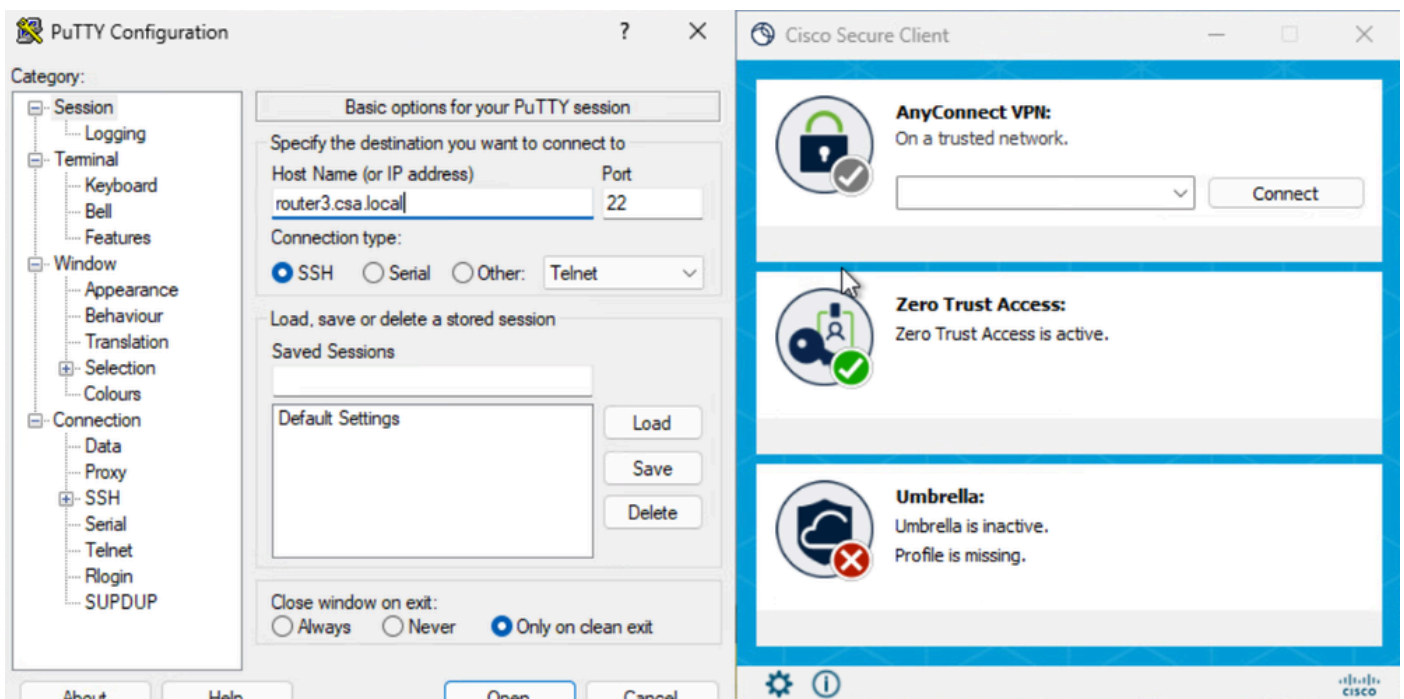 PuTTY Configuration
?
Category:
Session
Logging
Terminal
Keyboard
Bell
Features
Window
Appearance
Behaviour
Translation
Selection
Colours
Connection
Data
Proxy
SSH
Serial
Telnet
Rlogin
SUPDUP
Basic options for your PuTTY session
Specify the destination you want to connect to
Host Name (or IP address) Port
router3.csa.local 22
Connection type:
SSH Serial Other: Telnet
Load, save or delete a stored session
Saved Sessions
Default Settings
Load
Save
Delete
Close window on exit:
Always Never Only on clean exit
About Help Open Cancel
Cisco Secure Client
AnyConnect VPN:
On a trusted network.
Connect
Zero Trust Access:
Zero Trust Access is active.
Umbrella:
Umbrella is inactive.
Profile is missing.
cisco